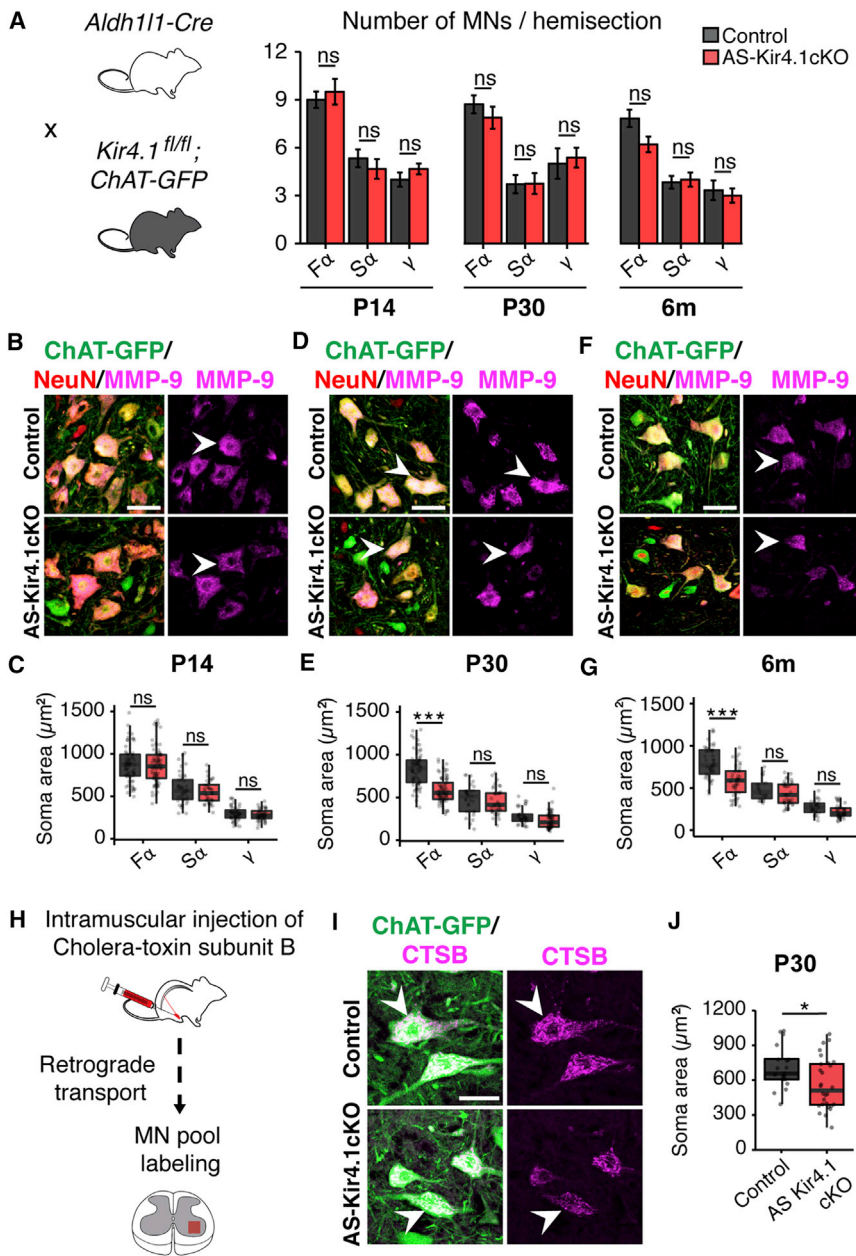 A
Aldh1l1-Cre
x
Kir4.1 fl/fl ;
ChAT-GFP
Number of MNs / hemisection
Control
AS-Kir4.1cKO
12
9
6
3
0
ns
ns
ns
ns
ns
ns
ns
ns
ns
Fα
Sα
γ
Fα
Sα
γ
Fα
Sα
γ
P14
P30
6m
B
ChAT-GFP/
NeuN/MMP-9
MMP-9
Control
AS-Kir4.1cKO
D
ChAT-GFP/
NeuN/MMP-9
MMP-9
Control
AS-Kir4.1cKO
F
ChAT-GFP/
NeuN/MMP-9
MMP-9
Control
AS-Kir4.1cKO
C
P14
Soma area (µm²)
1500
1000
500
0
ns
ns
ns
Fα
Sα
γ
E
P30
Soma area (µm²)
1500
1000
500
0
***
ns
ns
Fα
Sα
γ
G
6m
Soma area (µm²)
1500
1000
500
0
***
ns
ns
Fα
Sα
γ
H
Intramuscular injection of
Cholera-toxin subunit B
Retrograde
transport
MN pool
labeling
I
ChAT-GFP/
CTSB
CTSB
Control
AS-Kir4.1cKO
J
P30
Soma area (µm²)
1200
900
600
300
0
*
Control
AS Kir4.1
cKO